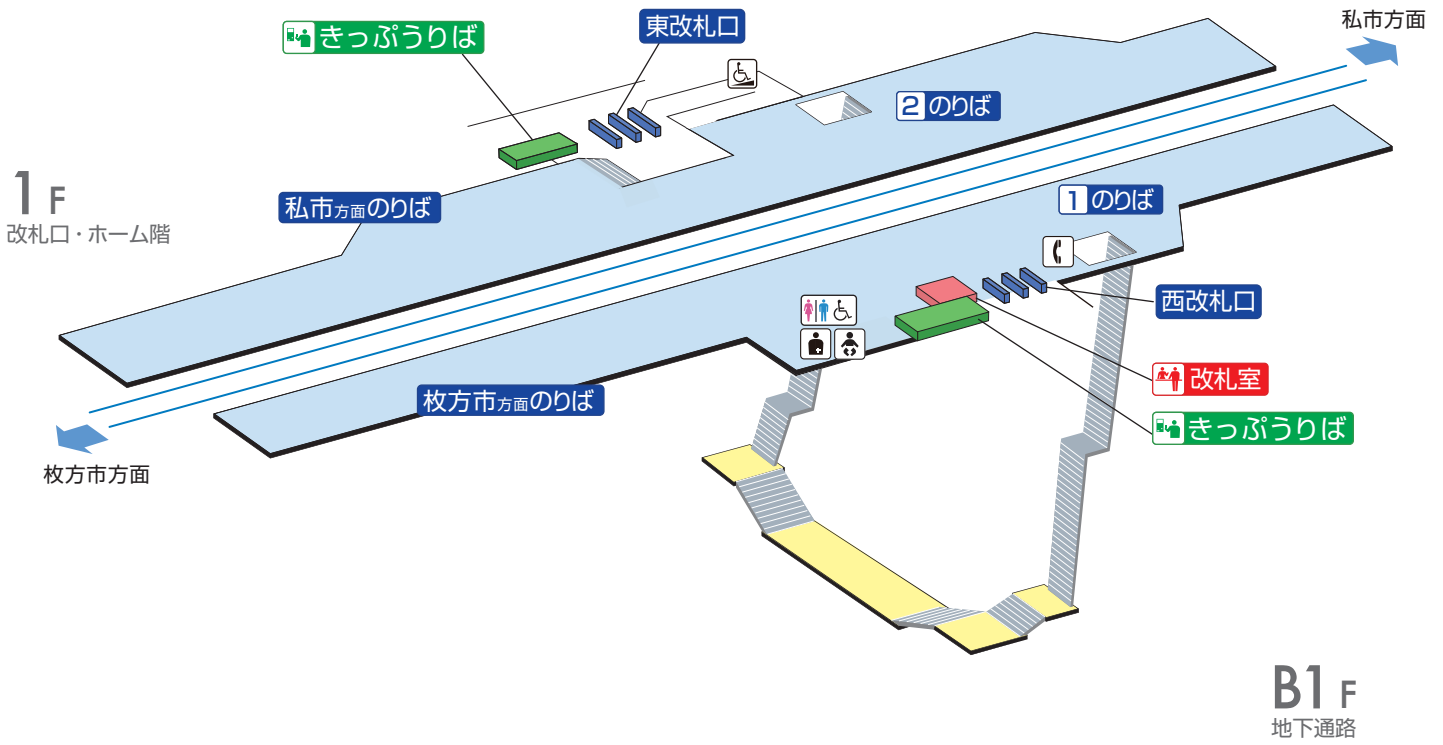 私市方面
きっぷうりば
東改札口
2 のりば
1 F
改札口・ホーム階
私市方面のりば
1 のりば
西改札口
改札室
枚方市方面のりば
きっぷうりば
枚方市方面
B1 F
地下通路